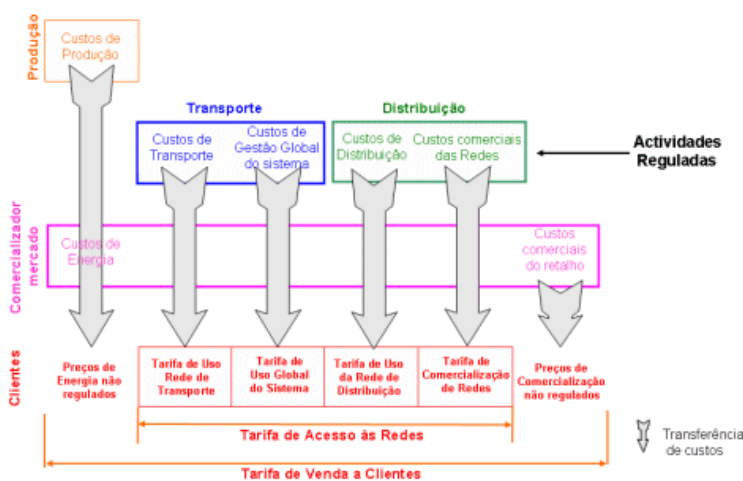 Produção
Custos de
Produção
Transporte
Distribuição
Custos de
Transporte
Custos de
Gestão Global
do sistema
Custos de
Distribuição
Custos comerciais
das Redes
Actividades
Reguladas
Comercializador
mercado
Custos de
Energia
Custos
comerciais
do retalho
Clientes
Preços de
Energia não
regulados
Tarifa de Uso
Rede de
Transporte
Tarifa de
Uso Global
do Sistema
Tarifa de Uso
da Rede de
Distribuição
Tarifa de
Comercialização
de Redes
Preços de
Comercialização
não regulados
Tarifa de Acesso às Redes
Tarifa de Venda a Clientes
Transferência
de custos